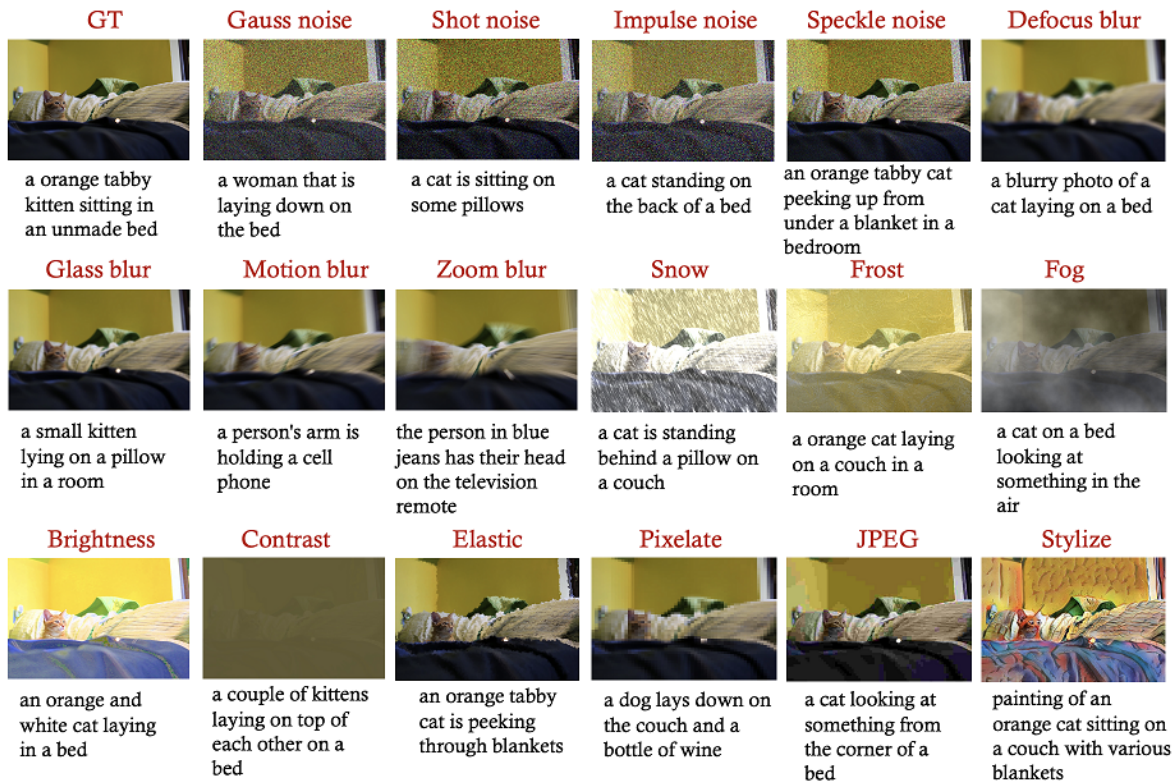 GT
Gauss noise
Shot noise
Impulse noise
Speckle noise
Defocus blur
a orange tabby
kitten sitting in
an unmade bed
a woman that is
laying down on
the bed
a cat is sitting on
some pillows
a cat standing on
the back of a bed
an orange tabby cat
peeking up from
under a blanket in a
bedroom
a blurry photo of a
cat laying on a bed
Glass blur
Motion blur
Zoom blur
Snow
Frost
Fog
a small kitten
lying on a pillow
in a room
a person's arm is
holding a cell
phone
the person in blue
jeans has their head
on the television
remote
a cat is standing
behind a pillow on
a couch
a orange cat laying
on a couch in a
room
a cat on a bed
looking at
something in the
air
Brightness
Contrast
Elastic
Pixelate
JPEG
Stylize
an orange and
white cat laying
in a bed
a couple of kittens
laying on top of
each other on a
bed
an orange tabby
cat is peeking
through blankets
a dog lays down on
the couch and a
bottle of wine
a cat looking at
something from
the corner of a
bed
painting of an
orange cat sitting on
a couch with various
blankets